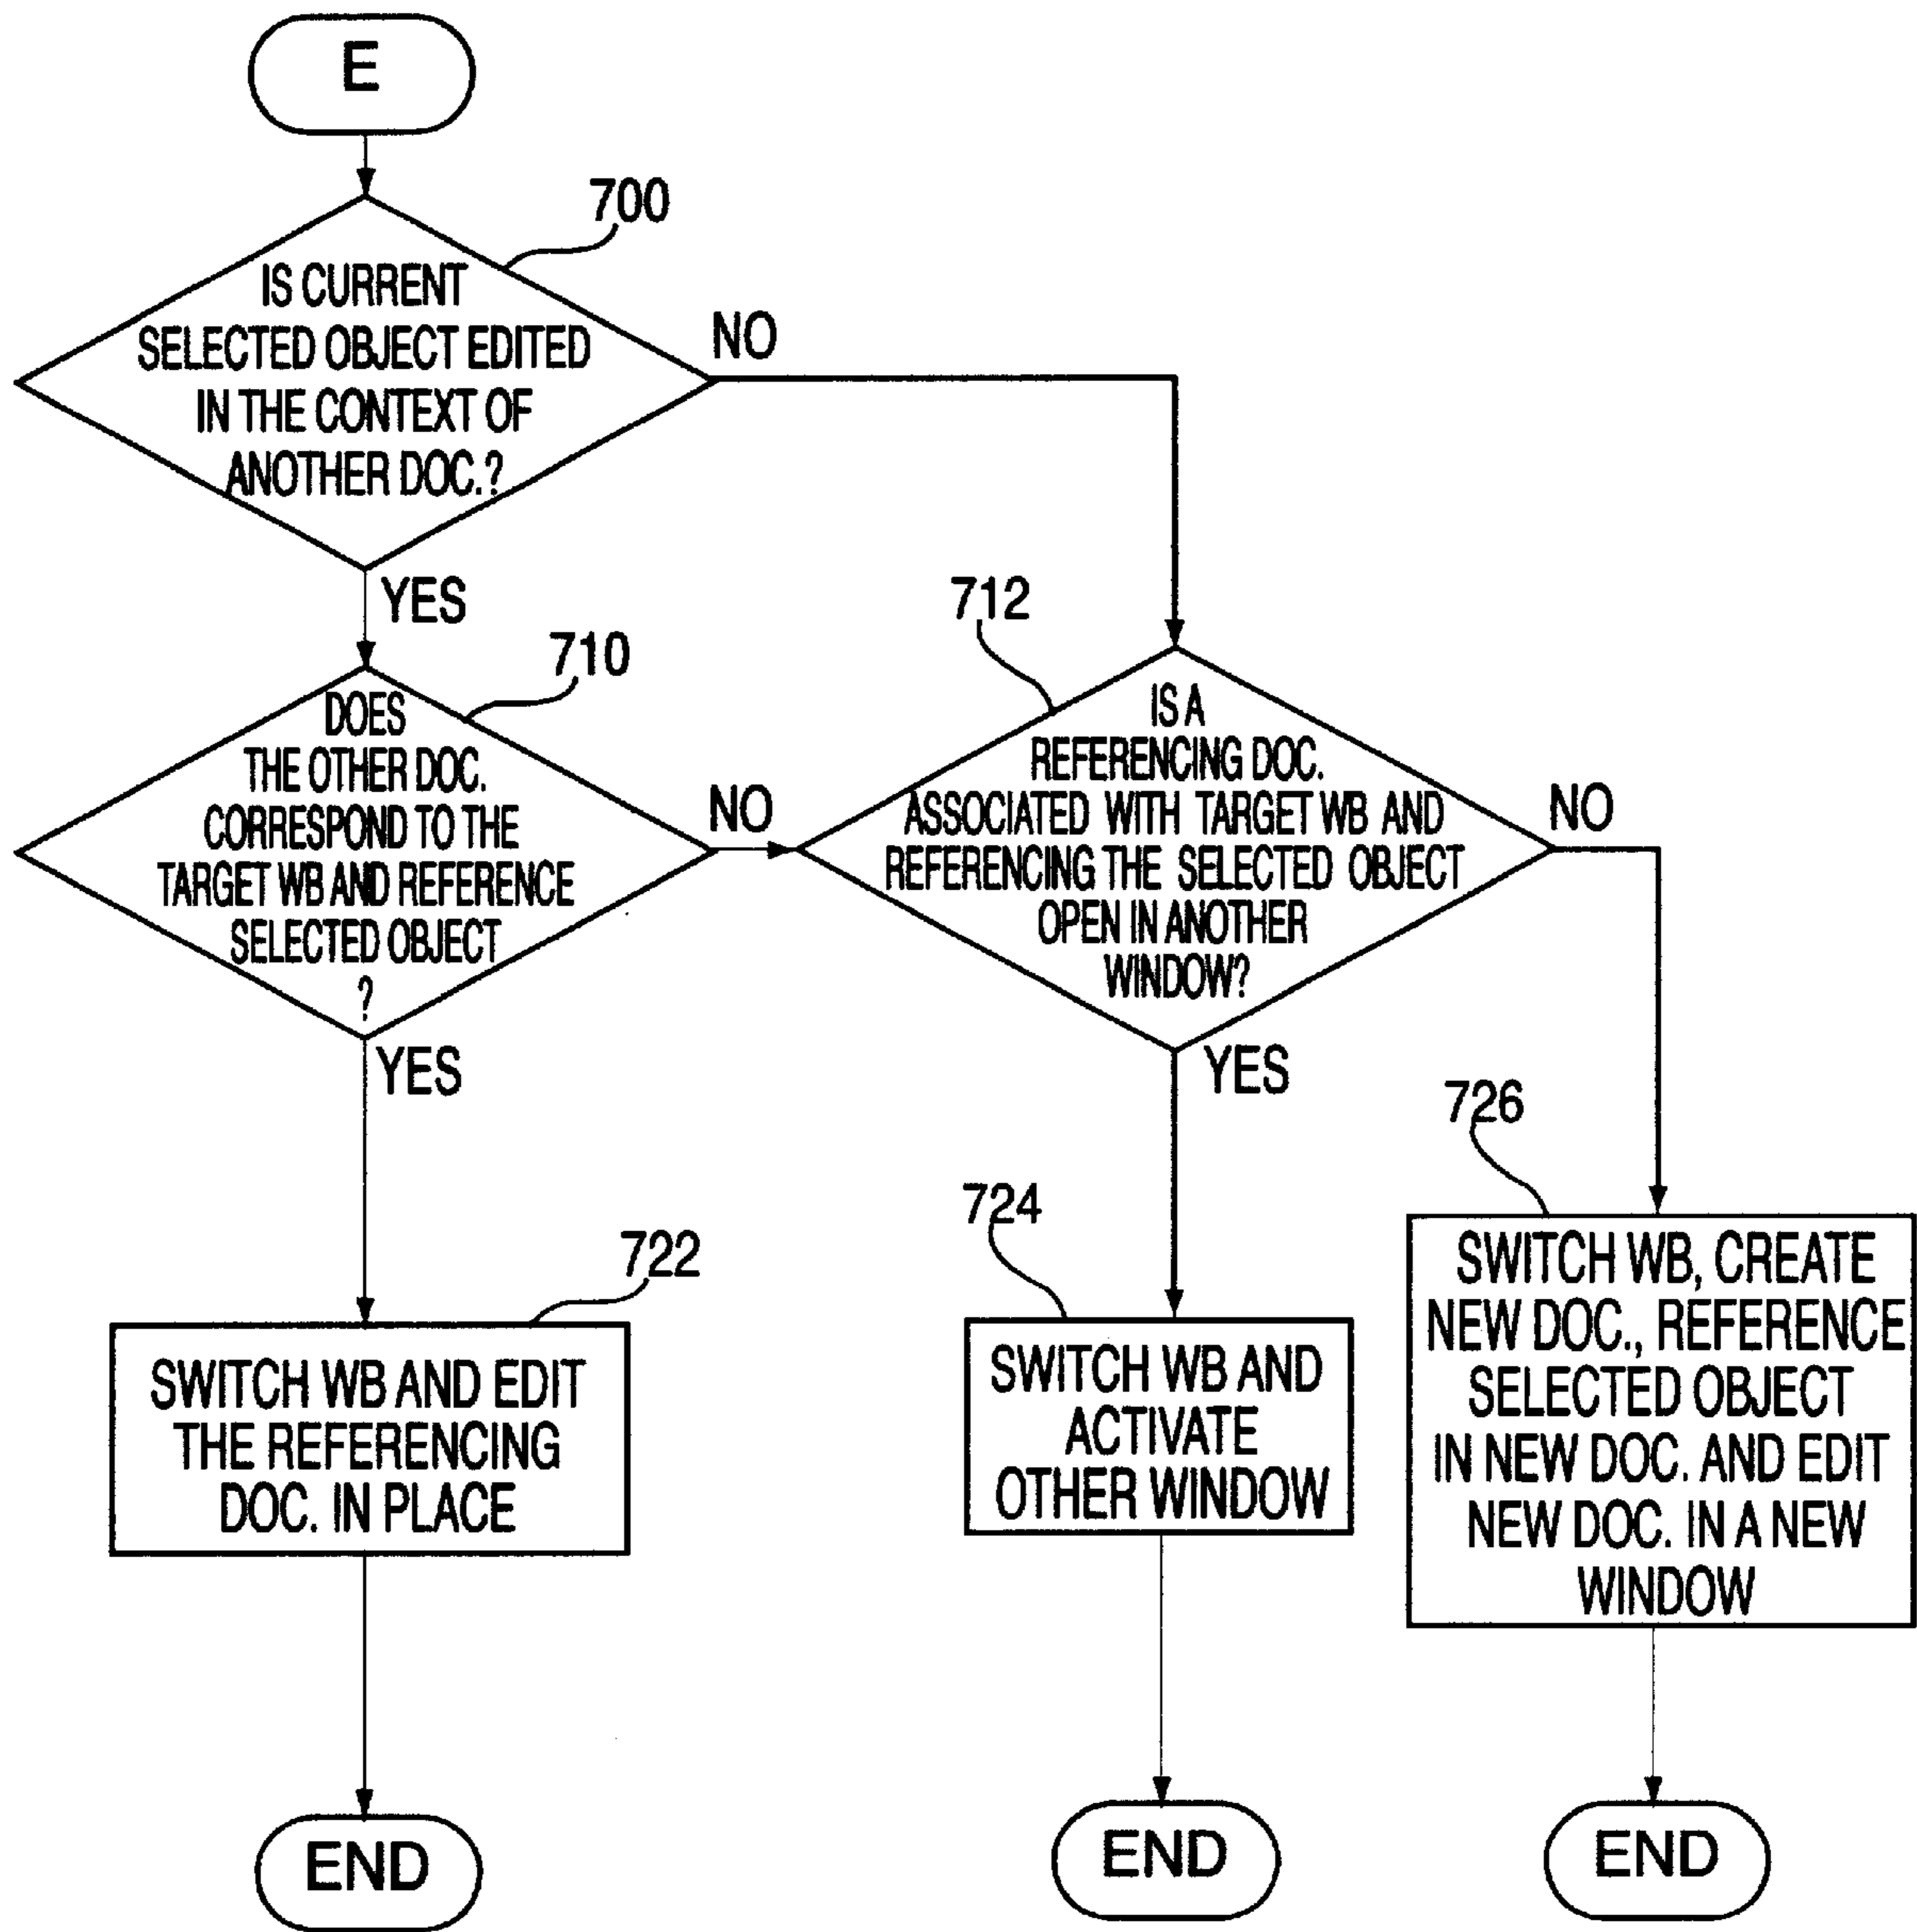 E
700
IS CURRENT
SELECTED OBJECT EDITED
IN THE CONTEXT OF
ANOTHER DOC.?
NO
YES
710
DOES
THE OTHER DOC.
CORRESPOND TO THE
TARGET WB AND REFERENCE
SELECTED OBJECT
?
NO
YES
712
IS A
REFERENCING DOC.
ASSOCIATED WITH TARGET WB AND
REFERENCING THE SELECTED OBJECT
OPEN IN ANOTHER
WINDOW?
NO
YES
722
SWITCH WB AND EDIT
THE REFERENCING
DOC. IN PLACE
724
SWITCH WB AND
ACTIVATE
OTHER WINDOW
726
SWITCH WB, CREATE
NEW DOC., REFERENCE
SELECTED OBJECT
IN NEW DOC. AND EDIT
NEW DOC. IN A NEW
WINDOW
END
END
END